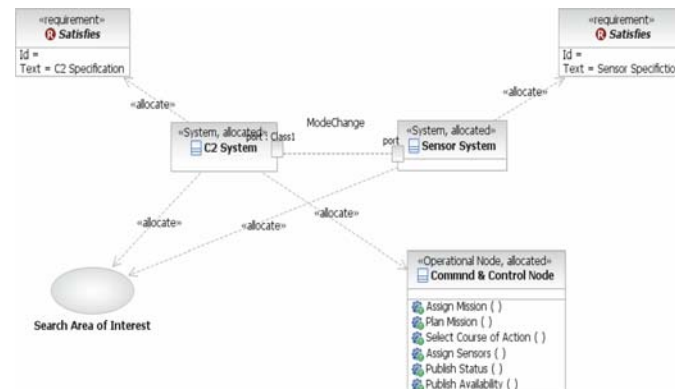 «requirement»
Satisfies
Id =
Text = C2 Specification
«requirement»
Satisfies
Id =
Text = Sensor Specifictio
«allocate»
«allocate»
ModeChange
«System, allocated»
port : Class1
C2 System
port
«System, allocated»
Sensor System
«allocate»
«allocate»
«allocate»
Search Area of Interest
«Operational Node, allocated»
Commnd & Control Node
Assign Mission ( )
Plan Mission ( )
Select Course of Action ( )
Assign Sensors ( )
Publish Status ( )
Publish Availability ( )